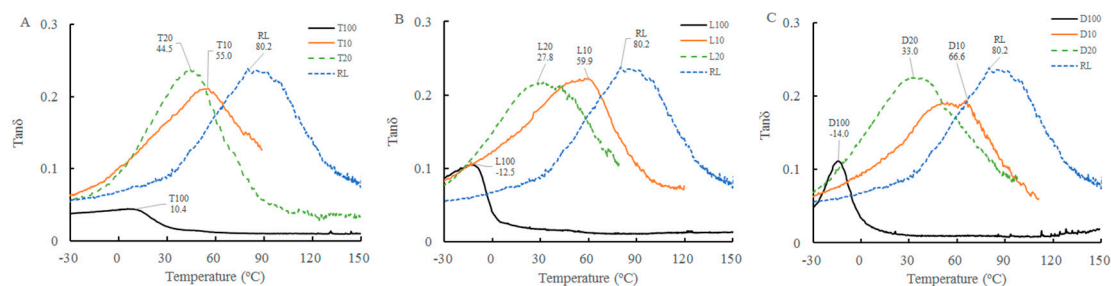 A
0.3
0.2
0.1
0
Tanδ
-30
0
30
60
90
120
150
Temperature (°C)
T20
44.5
T10
55.0
RL
80.2
T100
10.4
T100
T10
T20
RL
B
0.3
0.2
0.1
0
Tanδ
-30
0
30
60
90
120
150
Temperature (°C)
L20
27.8
L10
59.9
RL
80.2
L100
-12.5
L100
L10
L20
RL
C
0.3
0.2
0.1
0
Tanδ
-30
0
30
60
90
120
150
Temperature (°C)
D100
-14.0
D20
33.0
D10
66.6
RL
80.2
D100
D10
D20
RL